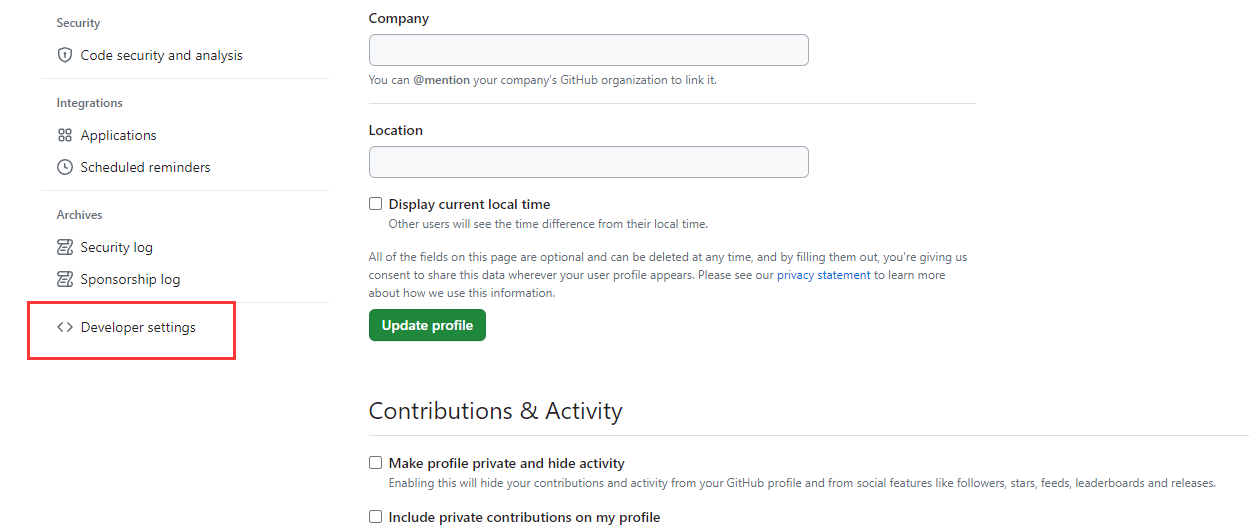 Security
Code security and analysis
Integrations
Applications
Scheduled reminders
Archives
Security log
Sponsorship log
Developer settings
Company
You can @mention your company's GitHub organization to link it.
Location
Display current local time
Other users will see the time difference from their local time.
All of the fields on this page are optional and can be deleted at any time, and by filling them out, you're giving us
consent to share this data wherever your user profile appears. Please see our privacy statement to learn more
about how we use this information.
Update profile
Contributions & Activity
Make profile private and hide activity
Enabling this will hide your contributions and activity from your GitHub profile and from social features like followers, stars, feeds, leaderboards and releases.
Include private contributions on my profile